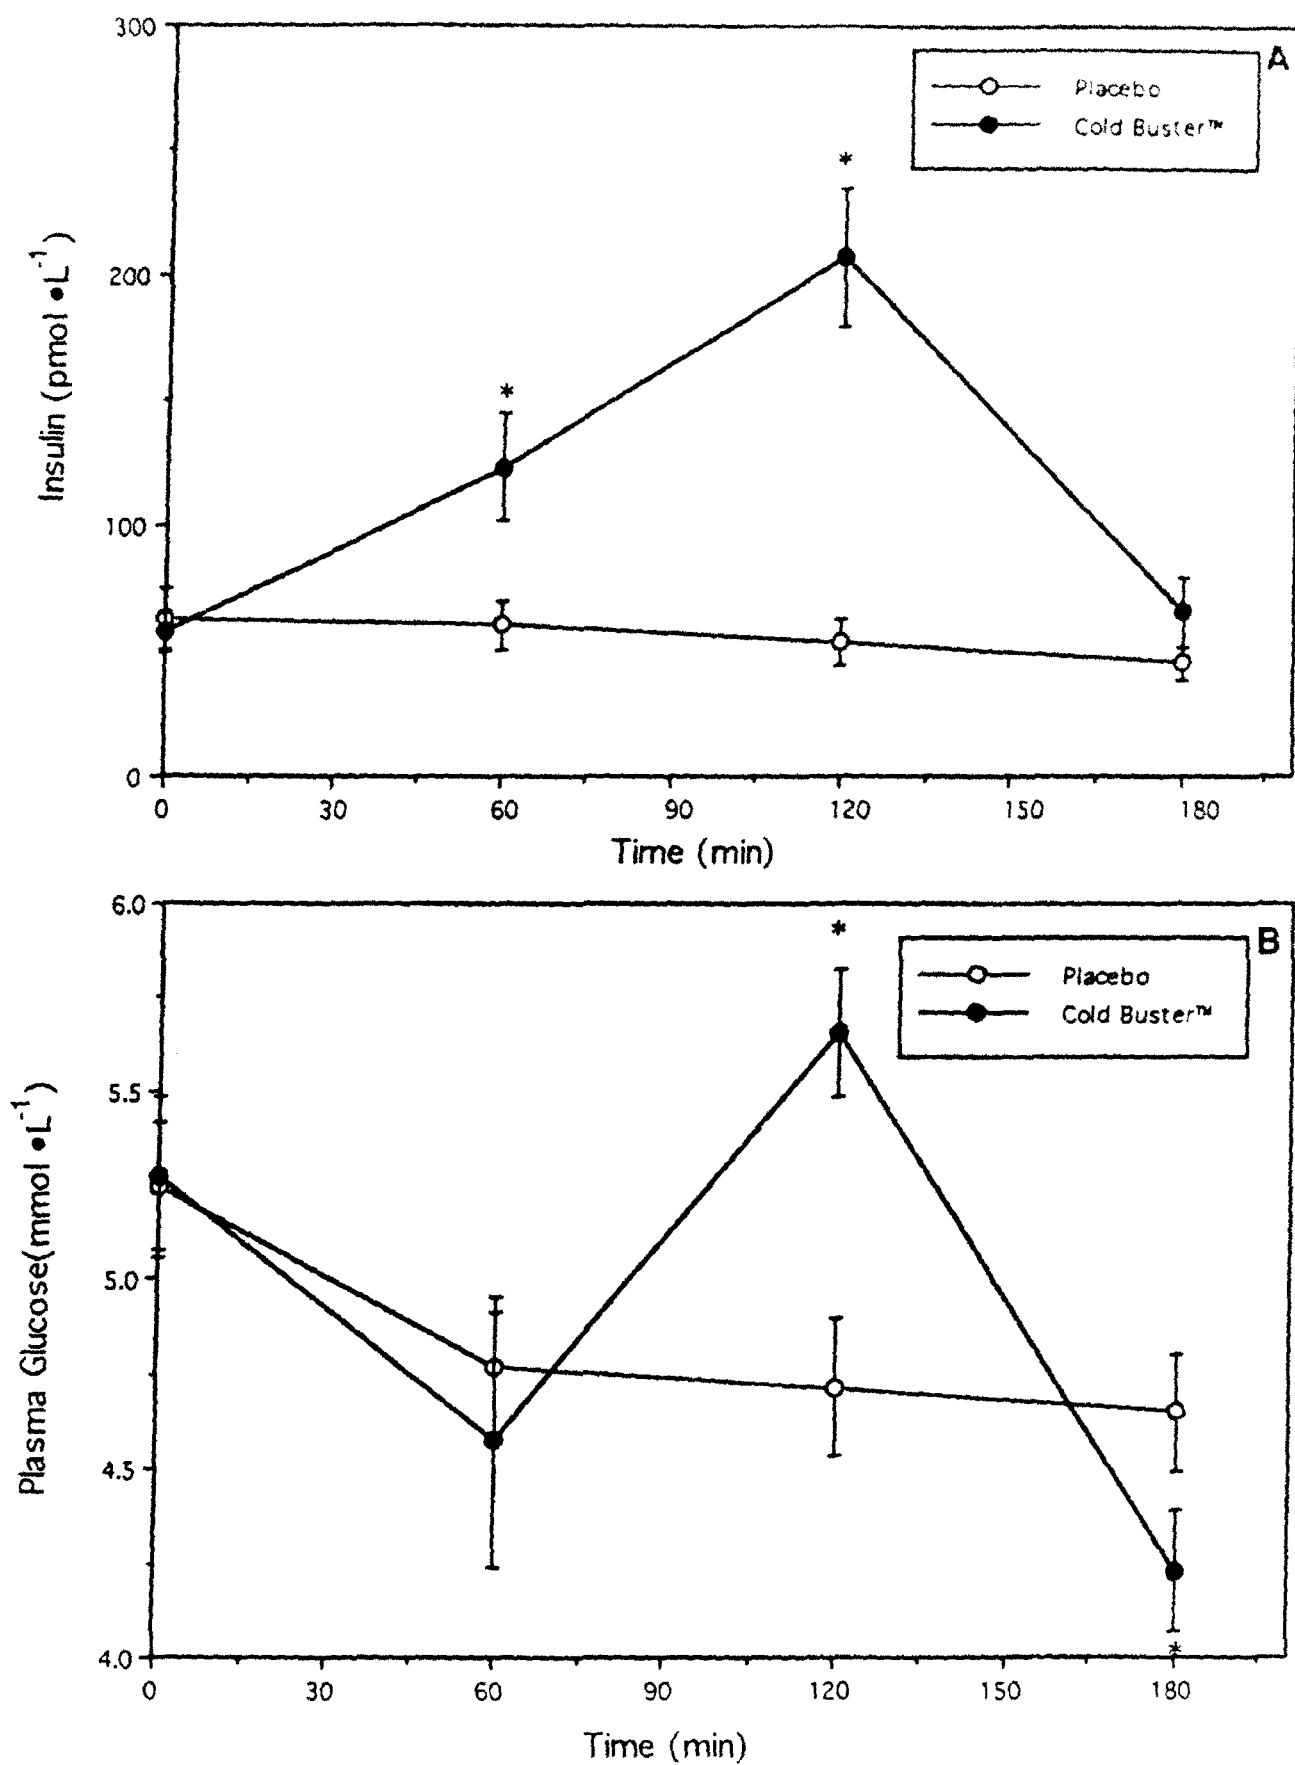 300
A
Placebo
Cold Buster™
*
200
*
100
0
Insulin (pmol •L⁻¹)
0 30 60 90 120 150 180
Time (min)
6.0
B
*
Placebo
Cold Buster™
5.5
5.0
4.5
4.0
*
Plasma Glucose(mmol •L⁻¹)
0 30 60 90 120 150 180
Time (min)